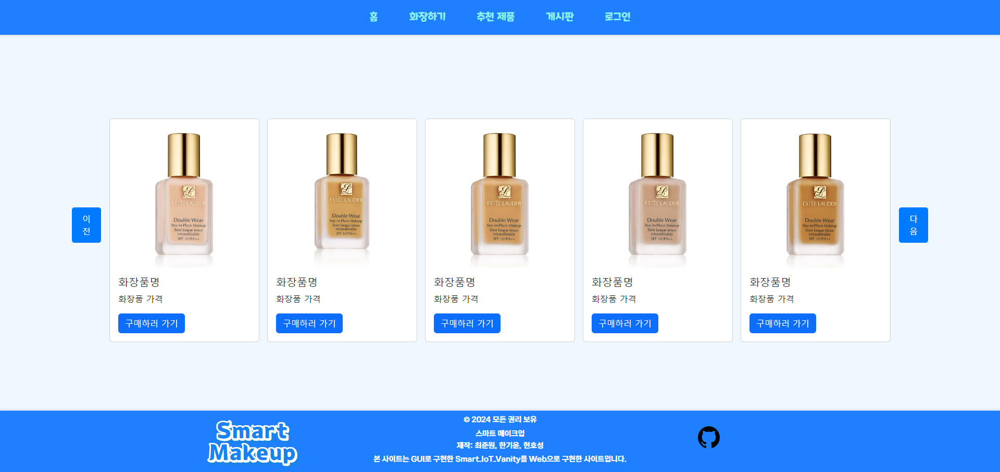 홈 화장하기 추천 제품 게시판 로그인
이
전
ESTĒE LAUDER
Double Wear
Stay-in-Place Makeup
Teint longue tenue
intransférable
SPF 10/PA++
화장품명
화장품 가격
구매하러 가기
ESTĒE LAUDER
Double Wear
Stay-in-Place Makeup
Teint longue tenue
intransférable
SPF 10/PA++
화장품명
화장품 가격
구매하러 가기
ESTĒE LAUDER
Double Wear
Stay-in-Place Makeup
Teint longue tenue
intransférable
SPF 10/PA++
화장품명
화장품 가격
구매하러 가기
ESTĒE LAUDER
Double Wear
Stay-in-Place Makeup
Teint longue tenue
intransférable
SPF 10/PA++
화장품명
화장품 가격
구매하러 가기
ESTĒE LAUDER
Double Wear
Stay-in-Place Makeup
Teint longue tenue
intransférable
SPF 10/PA++
화장품명
화장품 가격
구매하러 가기
다
음
Smart
Makeup
© 2024 모든 권리 보유
스마트 메이크업
제작: 최준원, 한기윤, 현호성
본 사이트는 GUI로 구현한 Smart_IoT_Vanity를 Web으로 구현한 사이트입니다.